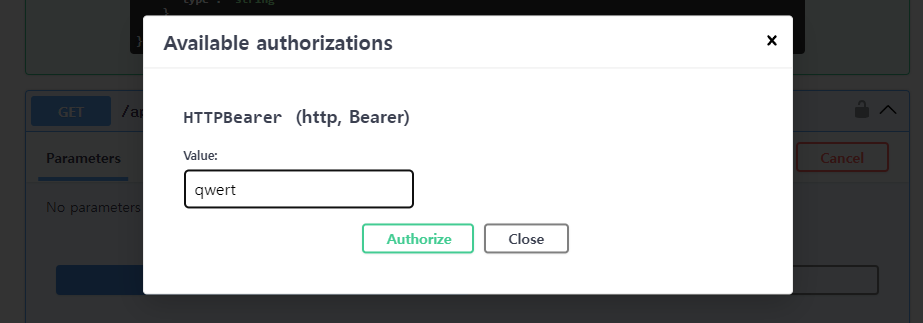 "type": "string"
}
}
Available authorizations
×
HTTPBearer (http, Bearer)
Value:
qwert
Authorize
Close
GET
/a
Parameters
Cancel
No parameters